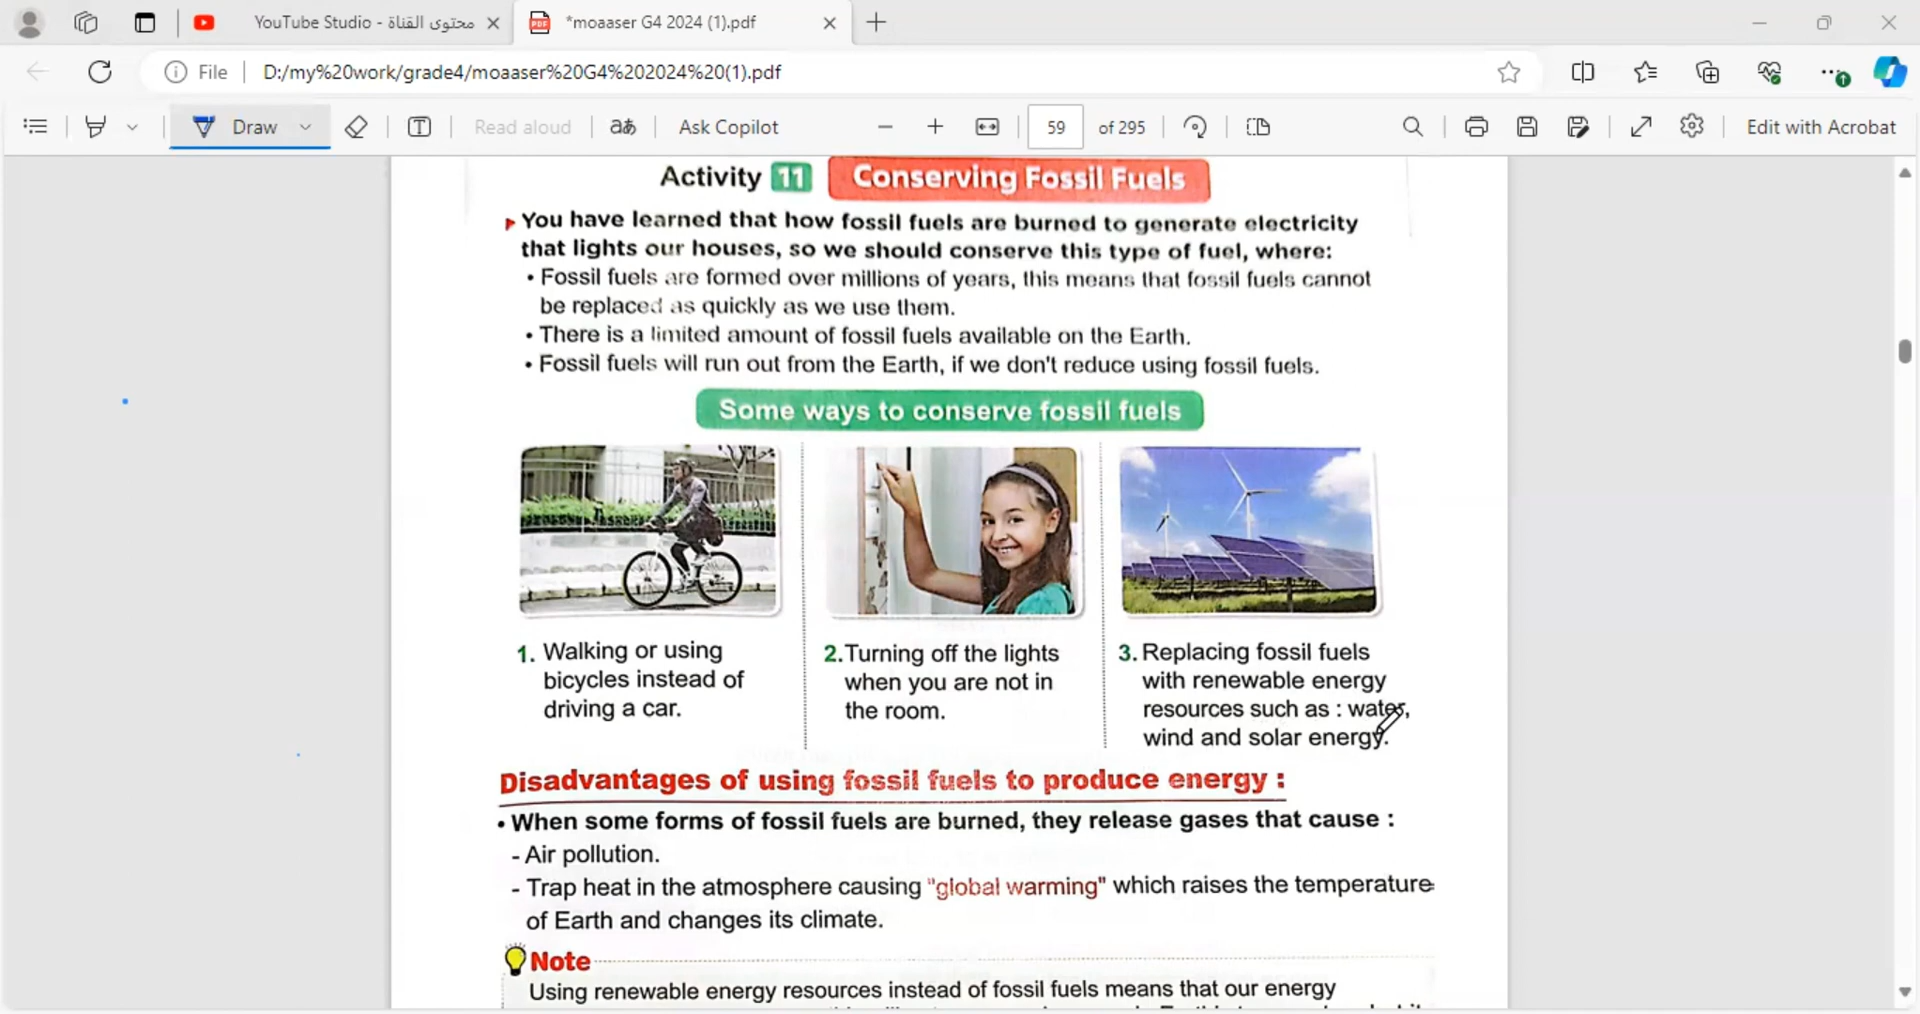 YouTube Studio - محتوى القناة
*moaaser G4 2024 (1).pdf
File
D:/my%20work/grade4/moaaser%20G4%202024%20(1).pdf
Draw
Read aloud
Ask Copilot
59 of 295
Edit with Acrobat
Activity 11 Conserving Fossil Fuels
You have learned that how fossil fuels are burned to generate electricity
that lights our houses, so we should conserve this type of fuel, where:
• Fossil fuels are formed over millions of years, this means that fossil fuels cannot
be replaced as quickly as we use them.
• There is a limited amount of fossil fuels available on the Earth.
• Fossil fuels will run out from the Earth, if we don't reduce using fossil fuels.
Some ways to conserve fossil fuels
1. Walking or using
bicycles instead of
driving a car.
2. Turning off the lights
when you are not in
the room.
3. Replacing fossil fuels
with renewable energy
resources such as : water,
wind and solar energy.
Disadvantages of using fossil fuels to produce energy :
• When some forms of fossil fuels are burned, they release gases that cause :
- Air pollution.
- Trap heat in the atmosphere causing "global warming" which raises the temperature
of Earth and changes its climate.
Note
Using renewable energy resources instead of fossil fuels means that our energy